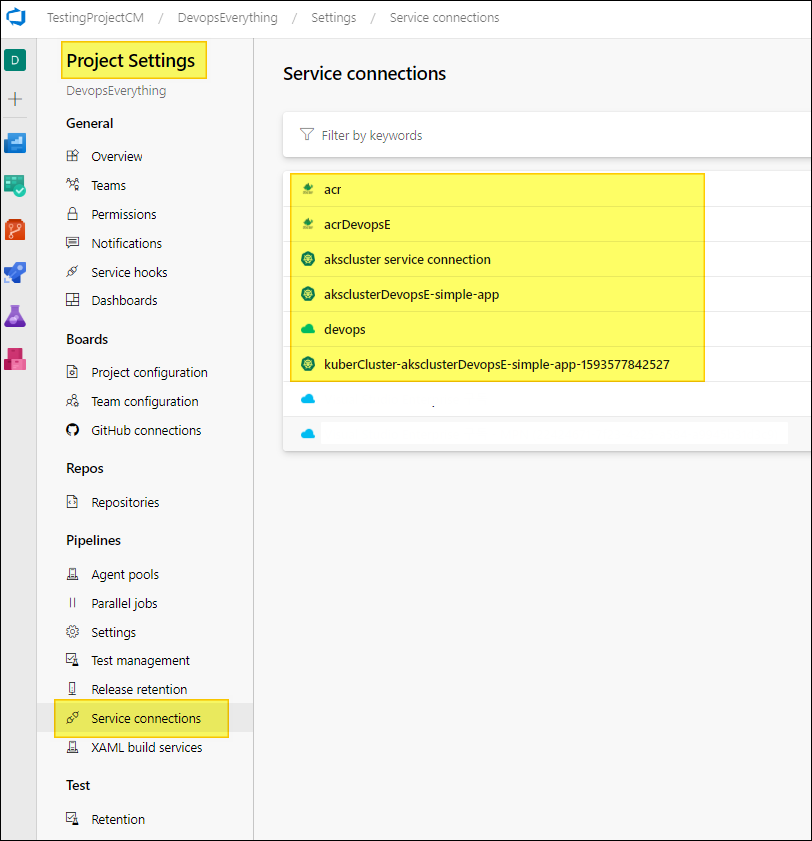 TestingProjectCM / DevopsEverything / Settings / Service connections
D
Project Settings
DevopsEverything
General
Overview
Teams
Permissions
Notifications
Service hooks
Dashboards
Boards
Project configuration
Team configuration
GitHub connections
Repos
Repositories
Pipelines
Agent pools
Parallel jobs
Settings
Test management
Release retention
Service connections
XAML build services
Test
Retention
Service connections
Filter by keywords
acr
acrDevopsE
akscluster service connection
aksclusterDevopsE-simple-app
devops
kuberCluster-aksclusterDevopsE-simple-app-1593577842527